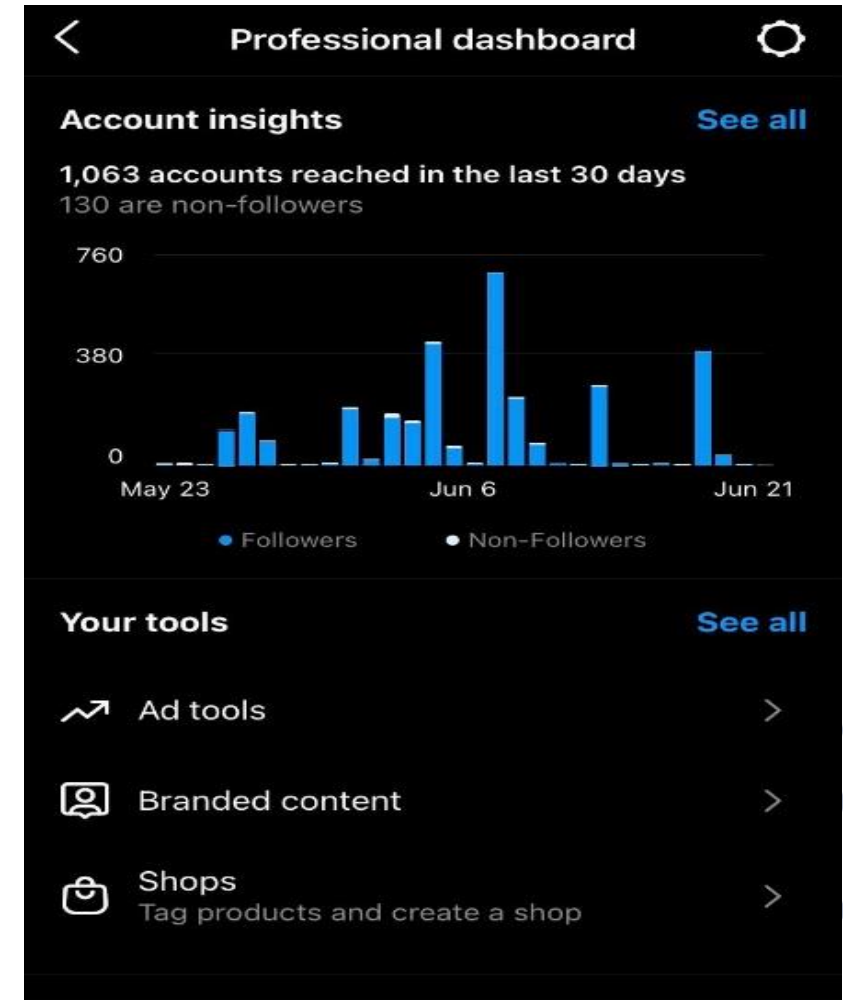 Professional dashboard
Account insights
See all
1,063 accounts reached in the last 30 days
130 are non-followers
760
380
0
May 23
Jun 6
Jun 21
Followers
Non-Followers
Your tools
See all
Ad tools
Branded content
Shops
Tag products and create a shop